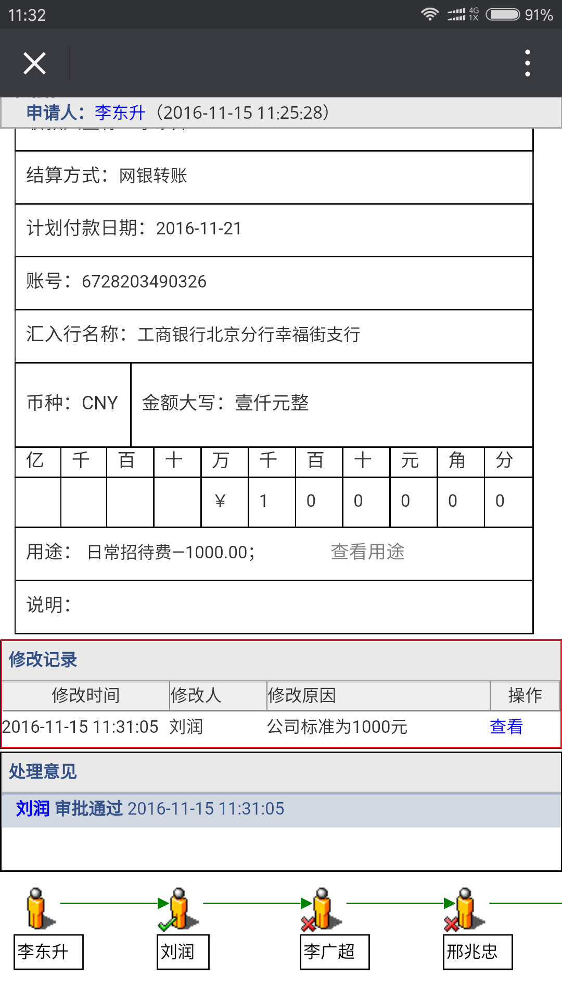 11:32
4G
1X
91%
申请人：李东升（2016-11-15 11:25:28）
结算方式：网银转账
计划付款日期：2016-11-21
账号：6728203490326
汇入行名称：工商银行北京分行幸福街支行
币种：CNY 金额大写：壹仟元整
亿 千 百 十 万 千 百 十 元 角 分
¥ 1 0 0 0 0 0
用途： 日常招待费—1000.00； 查看用途
说明：
修改记录
修改时间 修改人 修改原因 操作
2016-11-15 11:31:05 刘润 公司标准为1000元 查看
处理意见
刘润 审批通过 2016-11-15 11:31:05
李东升 刘润 李广超 邢兆忠